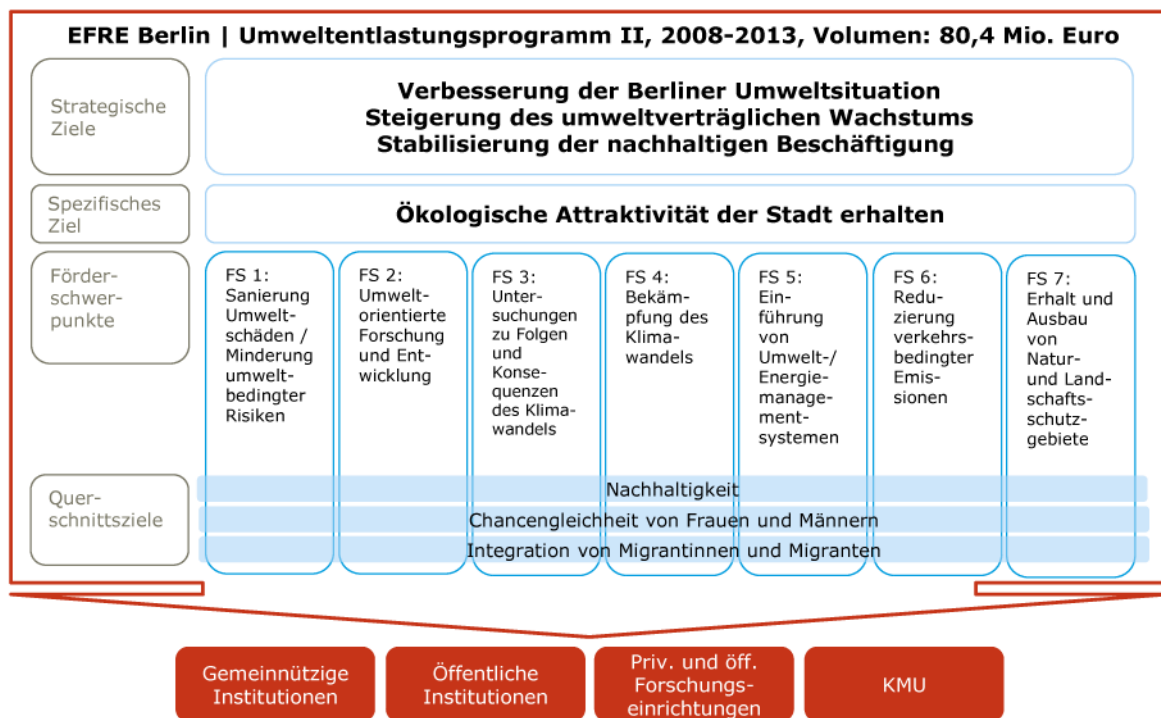 EFRE Berlin | Umweltentlastungsprogramm II, 2008-2013, Volumen: 80,4 Mio. Euro
Strategische
Ziele
Verbesserung der Berliner Umweltsituation
Steigerung des umweltverträglichen Wachstums
Stabilisierung der nachhaltigen Beschäftigung
Spezifisches
Ziel
Ökologische Attraktivität der Stadt erhalten
Förder-
schwer-
punkte
FS 1:
Sanierung
Umwelt-
schäden /
Minderung
umwelt-
bedingter
Risiken
FS 2:
Umwelt-
orientierte
Forschung
und Ent-
wicklung
FS 3:
Unter-
suchungen
zu Folgen
und
Konse-
quenzen
des Klima-
wandels
FS 4:
Bekäm-
pfung des
Klima-
wandels
FS 5:
Ein-
führung
von
Umwelt-/
Energie-
manage-
ment-
systemen
FS 6:
Redu-
zierung
verkehrs-
bedingter
Emis-
sionen
FS 7:
Erhalt und
Ausbau
von
Natur-
und Land-
schafts-
schutz-
gebiete
Quer-
schnittsziele
Nachhaltigkeit
Chancengleichheit von Frauen und Männern
Integration von Migrantinnen und Migranten
Gemeinnützige
Institutionen
Öffentliche
Institutionen
Priv. und öff.
Forschungs-
einrichtungen
KMU